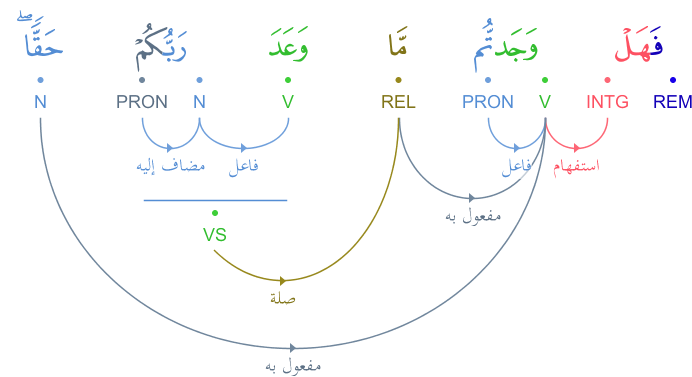 فَهَلْ وَجَدتُّم مَّا وَعَدَ رَبُّكُمْ حَقًّا ۖ
REM INTG V PRON REL V N PRON N
استفهام فاعل فاعل مضاف إليه
مفعول به
VS
صلة
مفعول به